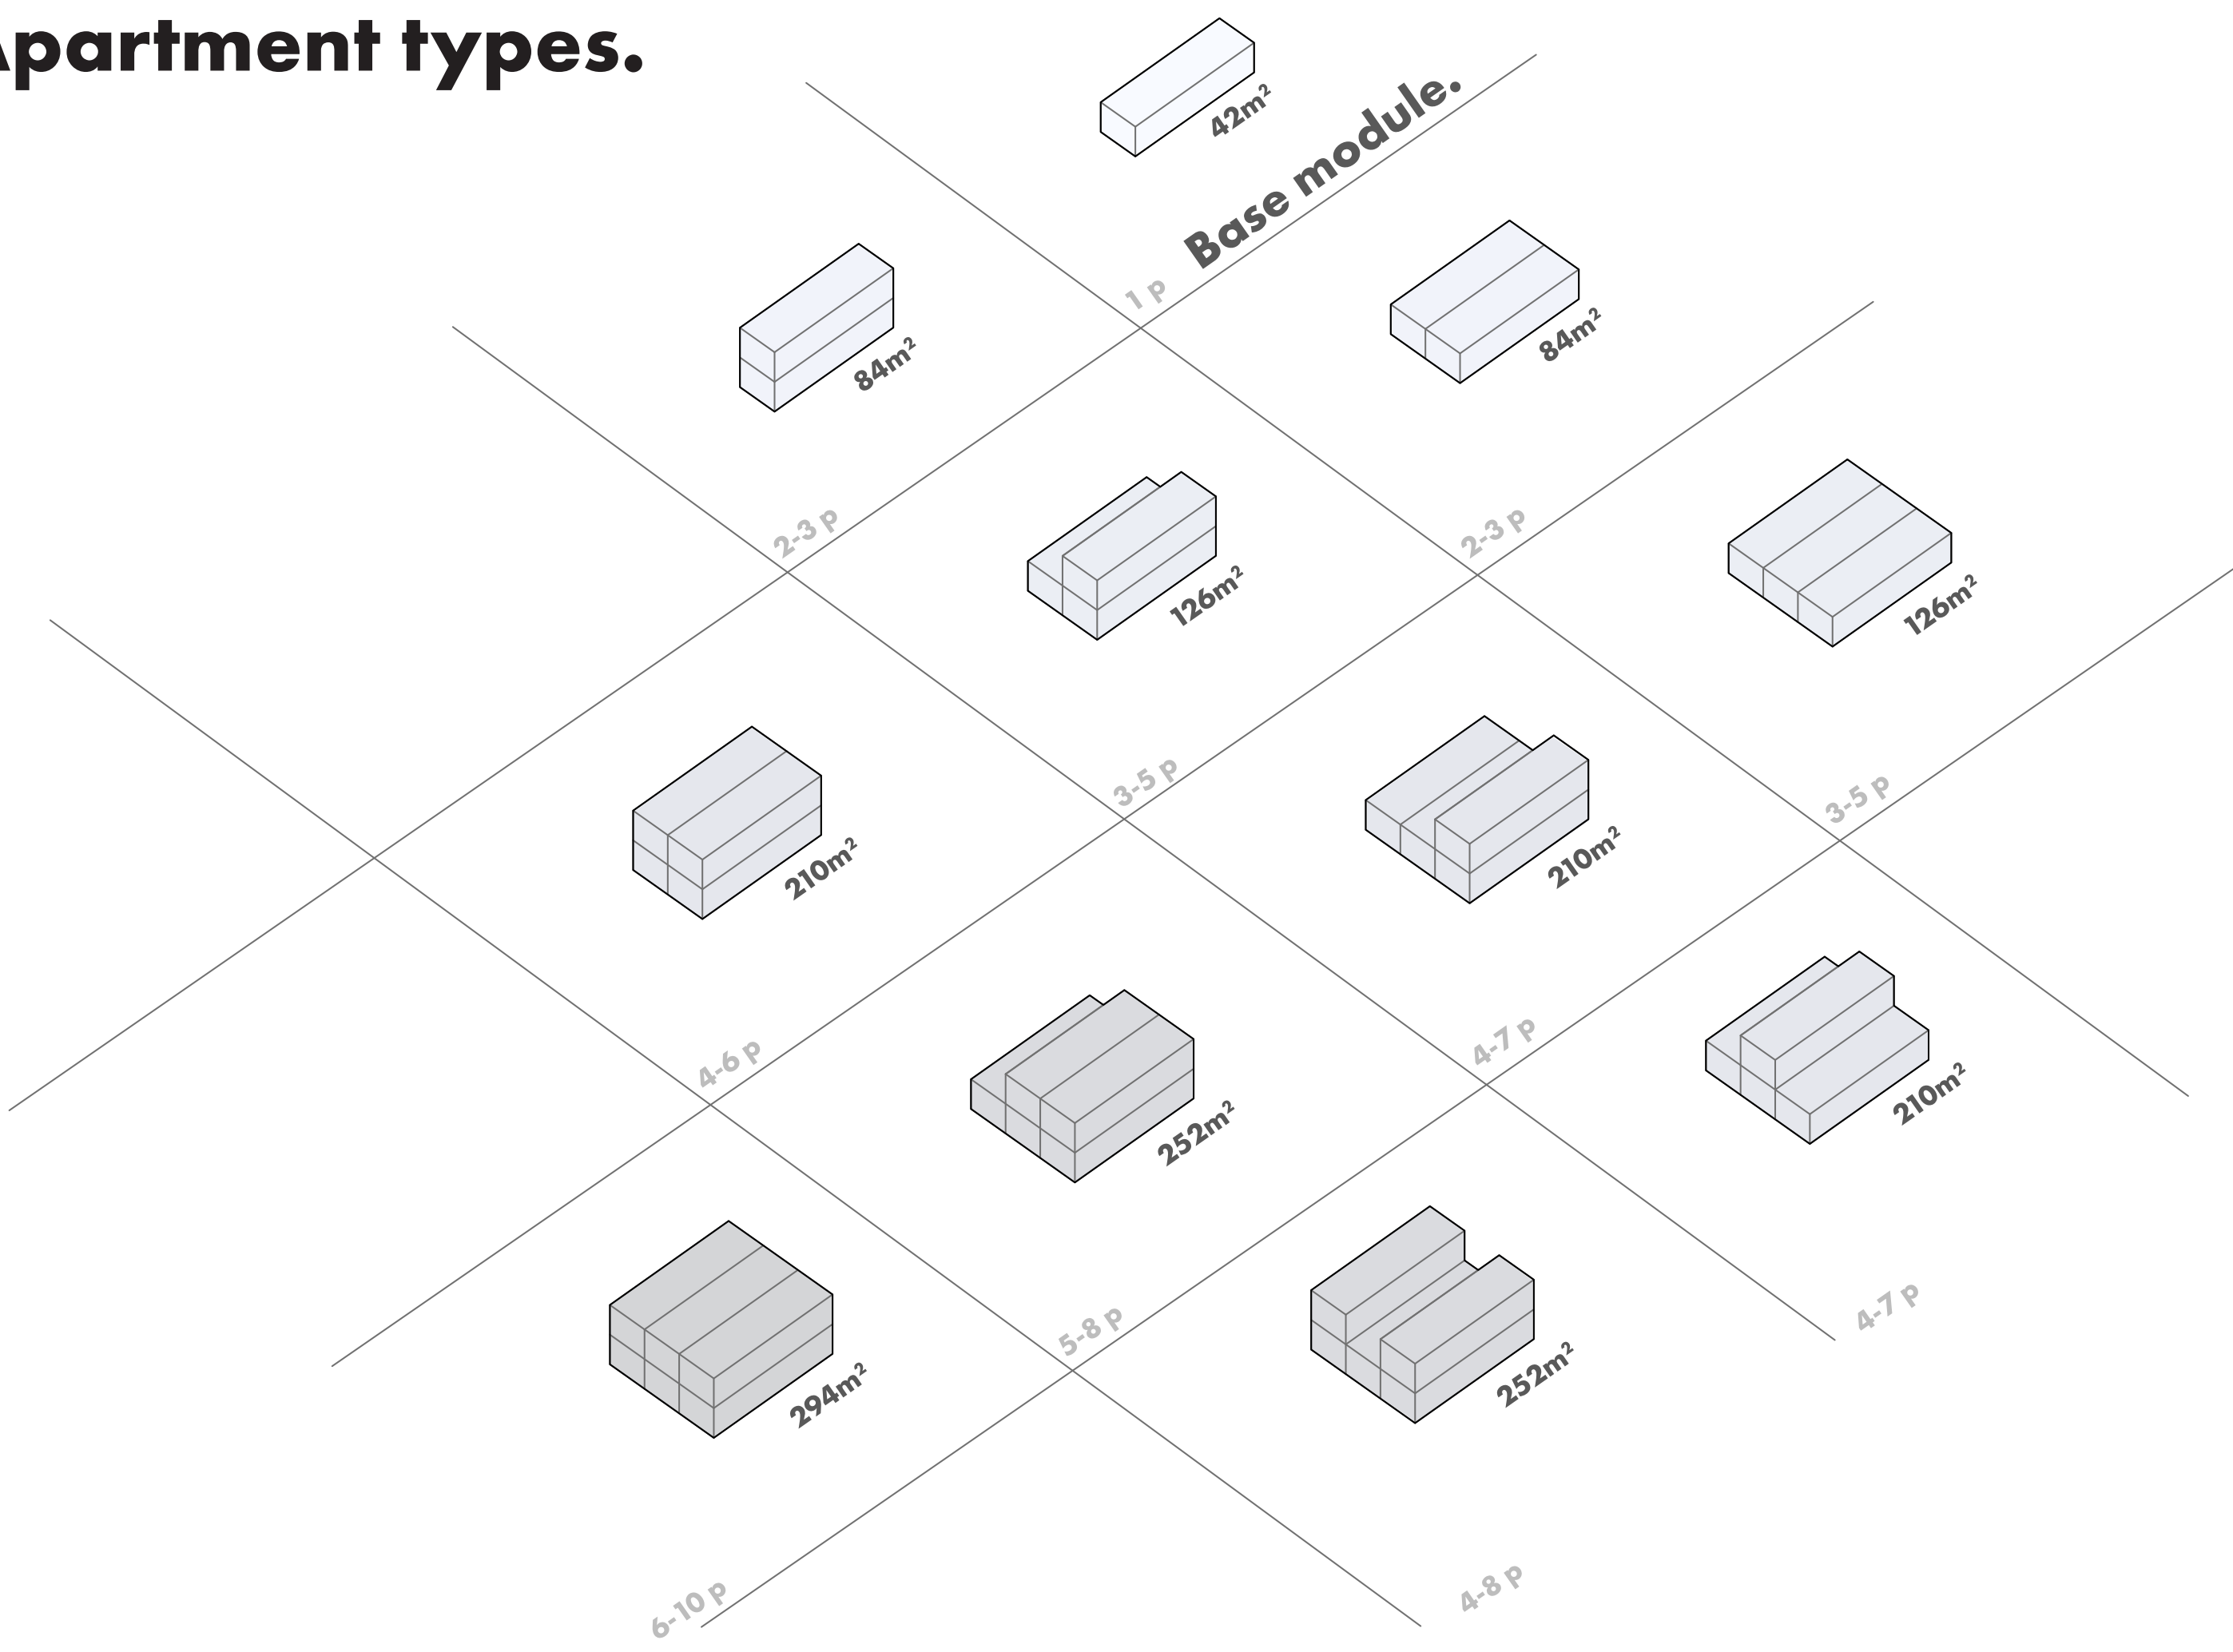 Apartment types.
42m²
Base module.
1 p
84m²
84m²
2-3 p
2-3 p
126m²
126m²
3-5 p
3-5 p
210m²
210m²
4-6 p
4-7 p
210m²
252m²
4-7 p
5-8 p
252m²
294m²
4-8 p
6-10 p